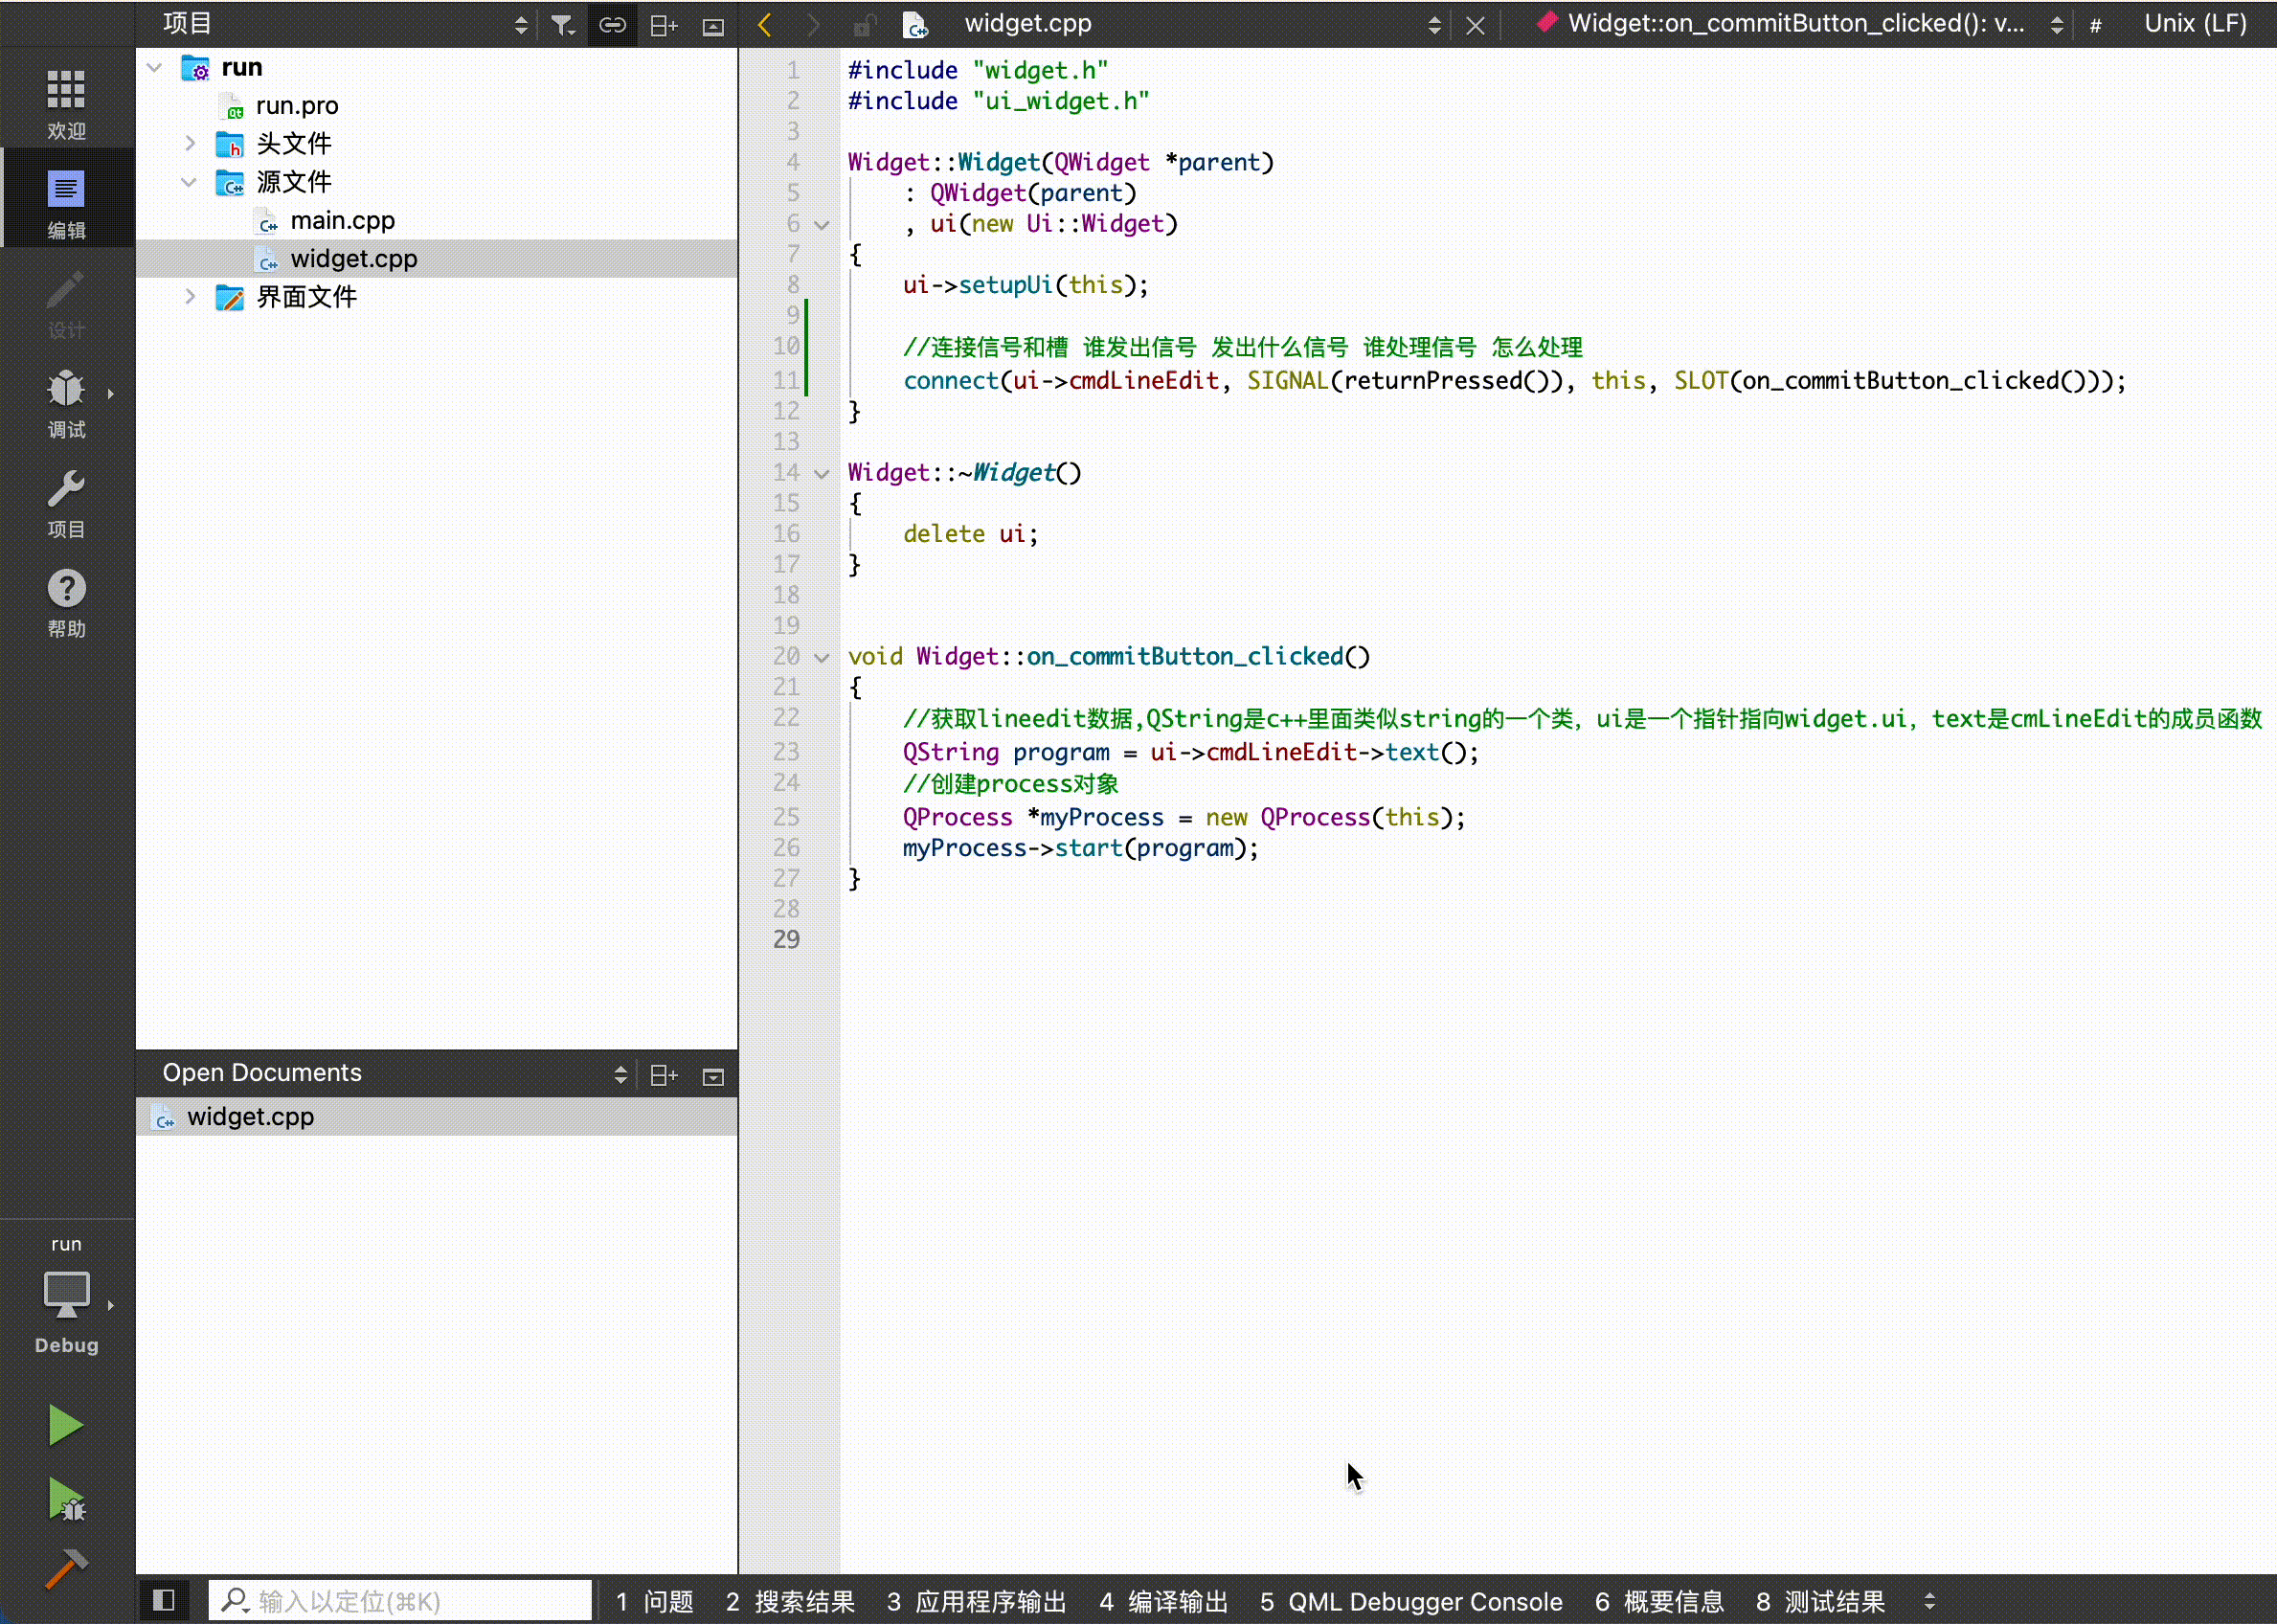 项目
widget.cpp
Widget::on_commitButton_clicked(): v...
#
Unix (LF)
欢迎
编辑
设计
调试
项目
帮助
run
run.pro
头文件
源文件
main.cpp
widget.cpp
界面文件
Open Documents
widget.cpp
1 #include "widget.h"
2 #include "ui_widget.h"
3
4 Widget::Widget(QWidget *parent)
5     : QWidget(parent)
6     , ui(new Ui::Widget)
7 {
8     ui->setupUi(this);
9
10     //连接信号和槽 谁发出信号 发出什么信号 谁处理信号 怎么处理
11     connect(ui->cmdLineEdit, SIGNAL(returnPressed()), this, SLOT(on_commitButton_clicked()));
12 }
13
14 Widget::~Widget()
15 {
16     delete ui;
17 }
18
19
20 void Widget::on_commitButton_clicked()
21 {
22     //获取lineedit数据,QString是c++里面类似string的一个类，ui是一个指针指向widget.ui，text是cmLineEdit的成员函数
23     QString program = ui->cmdLineEdit->text();
24     //创建process对象
25     QProcess *myProcess = new QProcess(this);
26     myProcess->start(program);
27 }
28
29
run
Debug
输入以定位(⌘K)
1 问题
2 搜索结果
3 应用程序输出
4 编译输出
5 QML Debugger Console
6 概要信息
8 测试结果